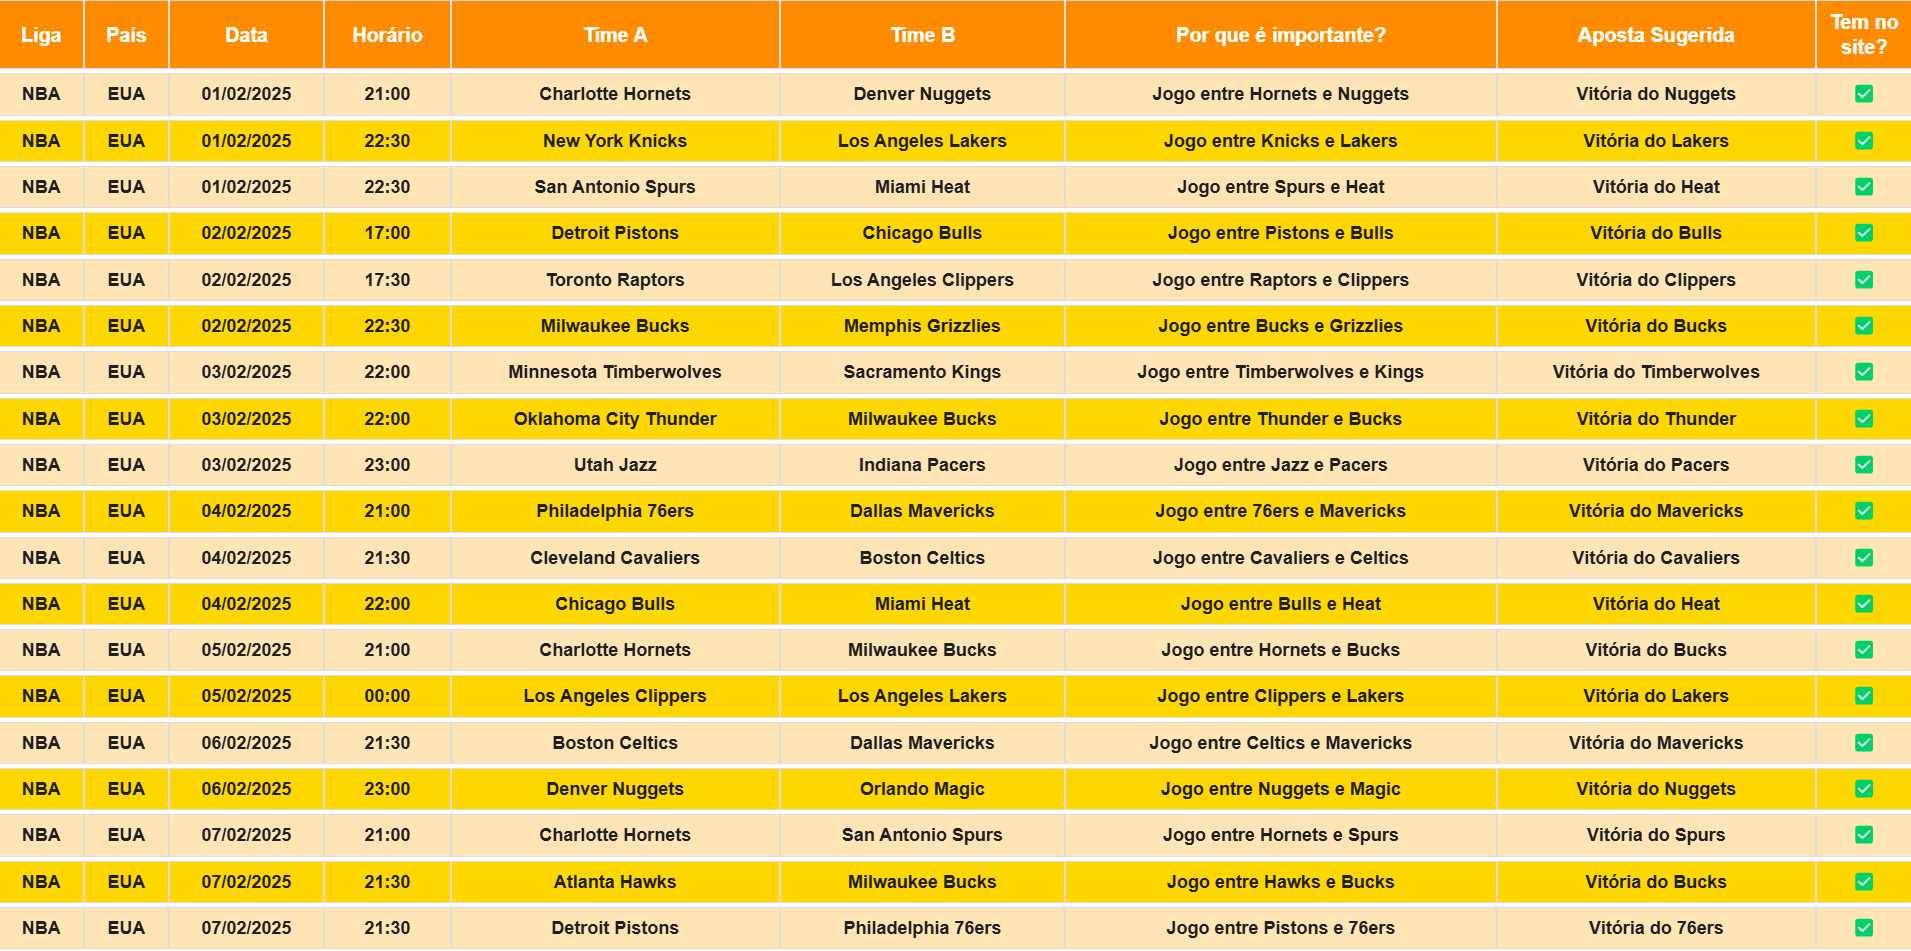 Liga País Data Horário Time A Time B Por que é importante? Aposta Sugerida Tem no site?
NBA EUA 01/02/2025 21:00 Charlotte Hornets Denver Nuggets Jogo entre Hornets e Nuggets Vitória do Nuggets ✅
NBA EUA 01/02/2025 22:30 New York Knicks Los Angeles Lakers Jogo entre Knicks e Lakers Vitória do Lakers ✅
NBA EUA 01/02/2025 22:30 San Antonio Spurs Miami Heat Jogo entre Spurs e Heat Vitória do Heat ✅
NBA EUA 02/02/2025 17:00 Detroit Pistons Chicago Bulls Jogo entre Pistons e Bulls Vitória do Bulls ✅
NBA EUA 02/02/2025 17:30 Toronto Raptors Los Angeles Clippers Jogo entre Raptors e Clippers Vitória do Clippers ✅
NBA EUA 02/02/2025 22:30 Milwaukee Bucks Memphis Grizzlies Jogo entre Bucks e Grizzlies Vitória do Bucks ✅
NBA EUA 03/02/2025 22:00 Minnesota Timberwolves Sacramento Kings Jogo entre Timberwolves e Kings Vitória do Timberwolves ✅
NBA EUA 03/02/2025 22:00 Oklahoma City Thunder Milwaukee Bucks Jogo entre Thunder e Bucks Vitória do Thunder ✅
NBA EUA 03/02/2025 23:00 Utah Jazz Indiana Pacers Jogo entre Jazz e Pacers Vitória do Pacers ✅
NBA EUA 04/02/2025 21:00 Philadelphia 76ers Dallas Mavericks Jogo entre 76ers e Mavericks Vitória do Mavericks ✅
NBA EUA 04/02/2025 21:30 Cleveland Cavaliers Boston Celtics Jogo entre Cavaliers e Celtics Vitória do Cavaliers ✅
NBA EUA 04/02/2025 22:00 Chicago Bulls Miami Heat Jogo entre Bulls e Heat Vitória do Heat ✅
NBA EUA 05/02/2025 21:00 Charlotte Hornets Milwaukee Bucks Jogo entre Hornets e Bucks Vitória do Bucks ✅
NBA EUA 05/02/2025 00:00 Los Angeles Clippers Los Angeles Lakers Jogo entre Clippers e Lakers Vitória do Lakers ✅
NBA EUA 06/02/2025 21:30 Boston Celtics Dallas Mavericks Jogo entre Celtics e Mavericks Vitória do Mavericks ✅
NBA EUA 06/02/2025 23:00 Denver Nuggets Orlando Magic Jogo entre Nuggets e Magic Vitória do Nuggets ✅
NBA EUA 07/02/2025 21:00 Charlotte Hornets San Antonio Spurs Jogo entre Hornets e Spurs Vitória do Spurs ✅
NBA EUA 07/02/2025 21:30 Atlanta Hawks Milwaukee Bucks Jogo entre Hawks e Bucks Vitória do Bucks ✅
NBA EUA 07/02/2025 21:30 Detroit Pistons Philadelphia 76ers Jogo entre Pistons e 76ers Vitória do 76ers ✅